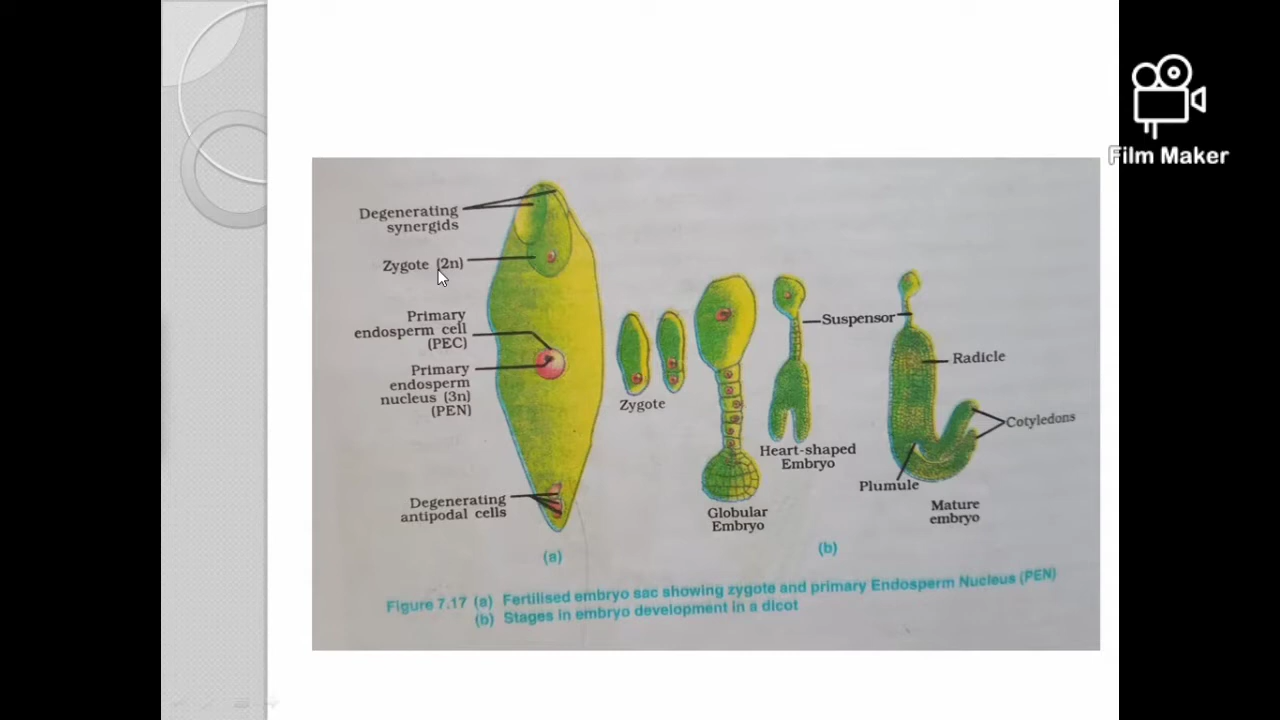 Film Maker
Degenerating
synergids
Zygote (2n)
Primary
endosperm cell
(PEC)
Primary
endosperm
nucleus (3n)
(PEN)
Degenerating
antipodal cells
(a)
Zygote
Globular
Embryo
Suspensor
Heart-shaped
Embryo
Radicle
Cotyledons
Plumule
Mature
embryo
(b)
Figure 7.17 (a) Fertilised embryo sac showing zygote and primary Endosperm Nucleus (PEN)
(b) Stages in embryo development in a dicot